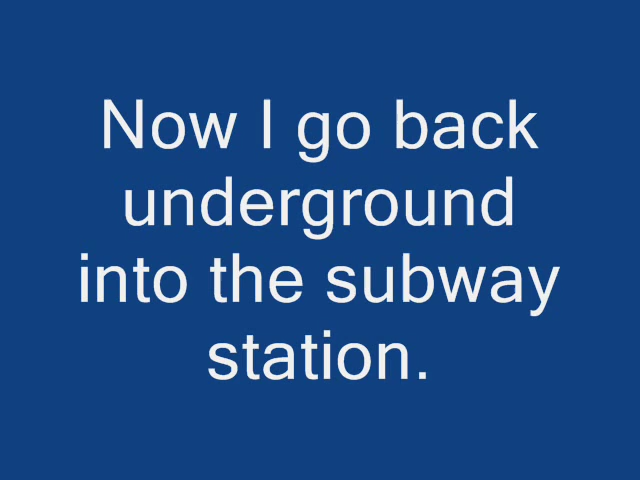 Now I go back
underground
into the subway
station.